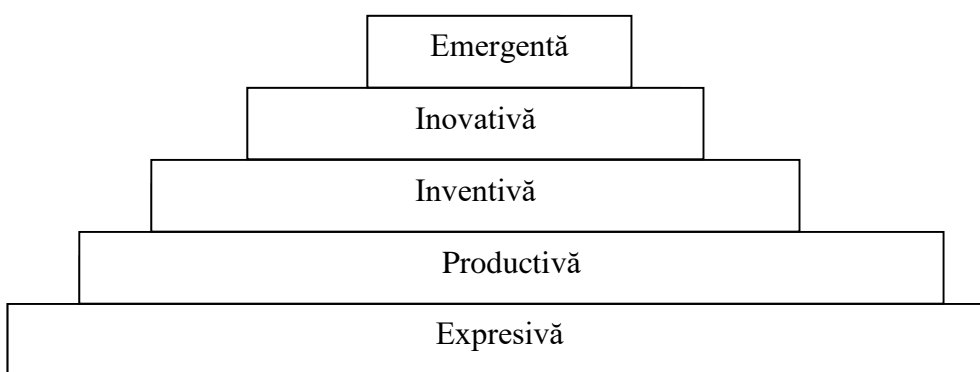 Emergentă
Inovativă
Inventivă
Productivă
Expresivă